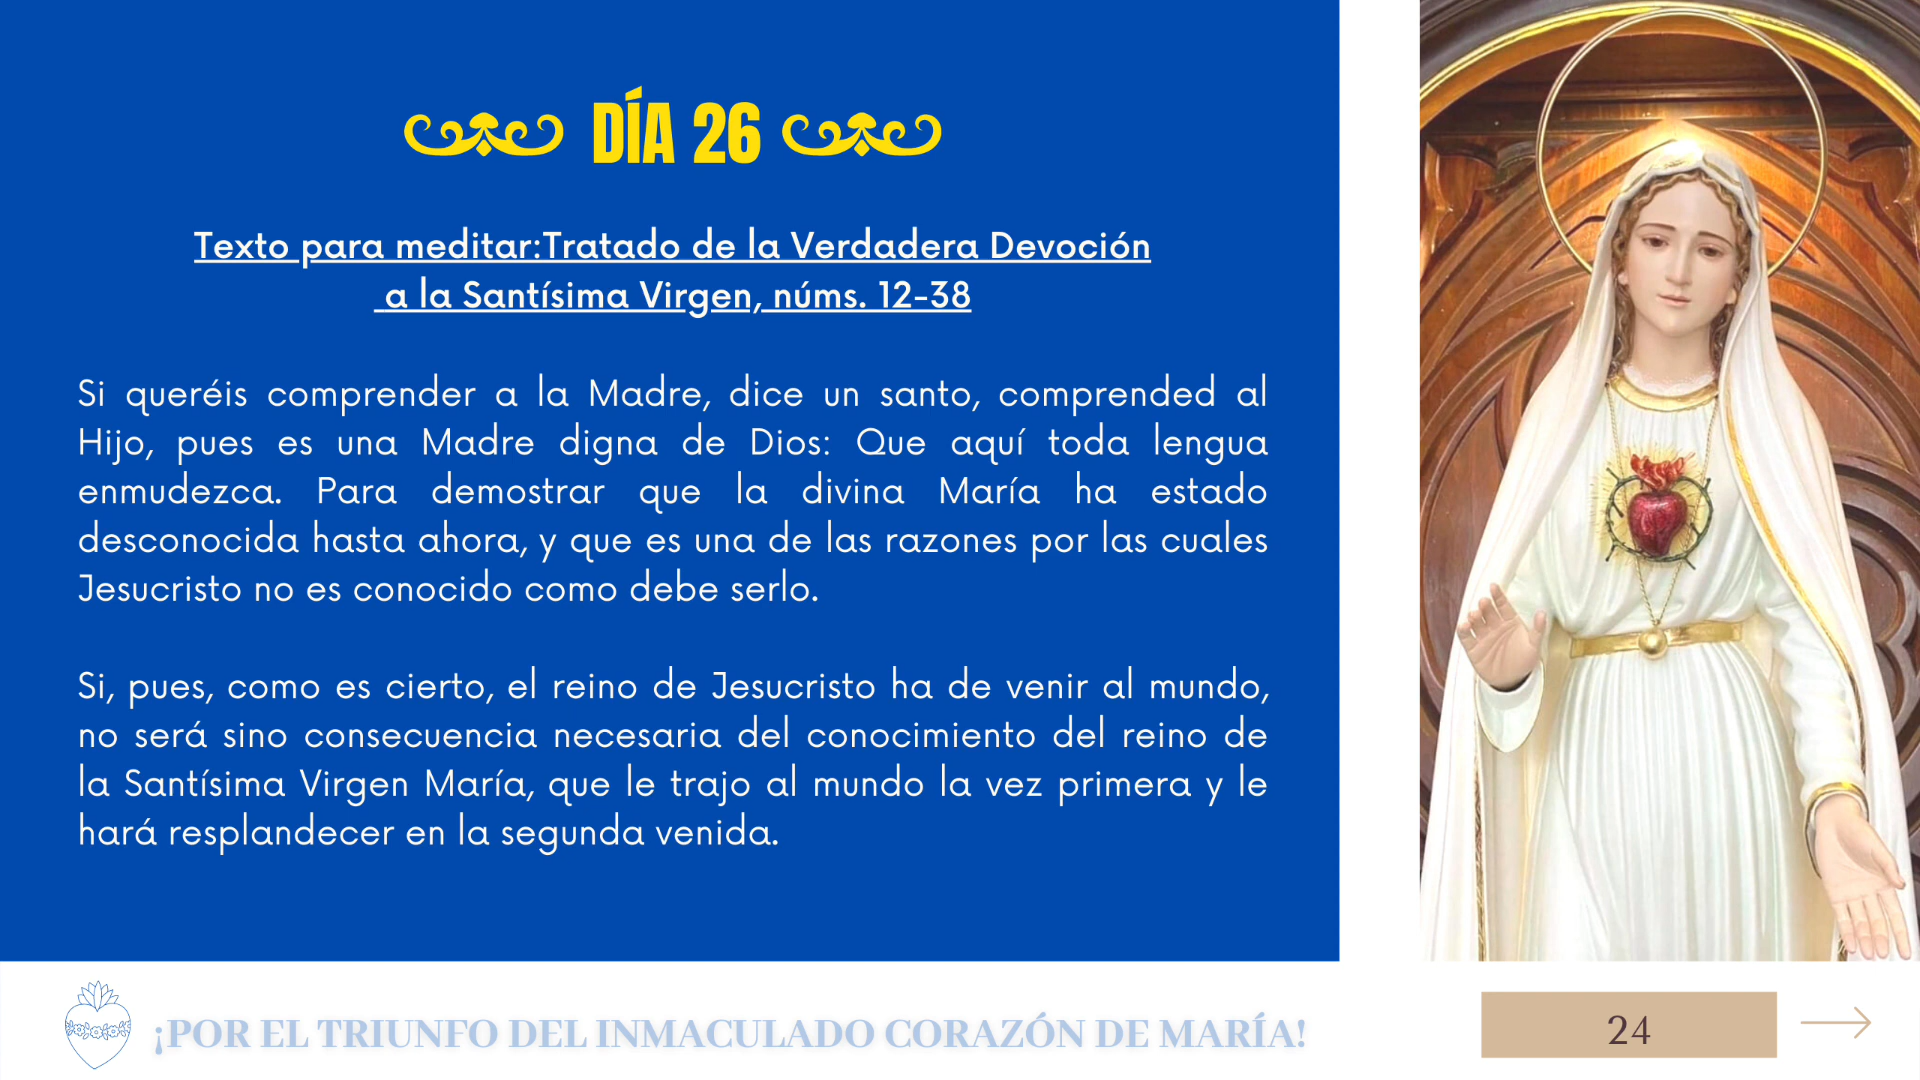 DÍA 26
Texto para meditar:Tratado de la Verdadera Devoción
a la Santísima Virgen, núms. 12-38
Si queréis comprender a la Madre, dice un santo, comprended al
Hijo, pues es una Madre digna de Dios: Que aquí toda lengua
enmudezca. Para demostrar que la divina María ha estado
desconocida hasta ahora, y que es una de las razones por las cuales
Jesucristo no es conocido como debe serlo.
Si, pues, como es cierto, el reino de Jesucristo ha de venir al mundo,
no será sino consecuencia necesaria del conocimiento del reino de
la Santísima Virgen María, que le trajo al mundo la vez primera y le
hará resplandecer en la segunda venida.
¡POR EL TRIUNFO DEL INMACULADO CORAZÓN DE MARÍA!
24